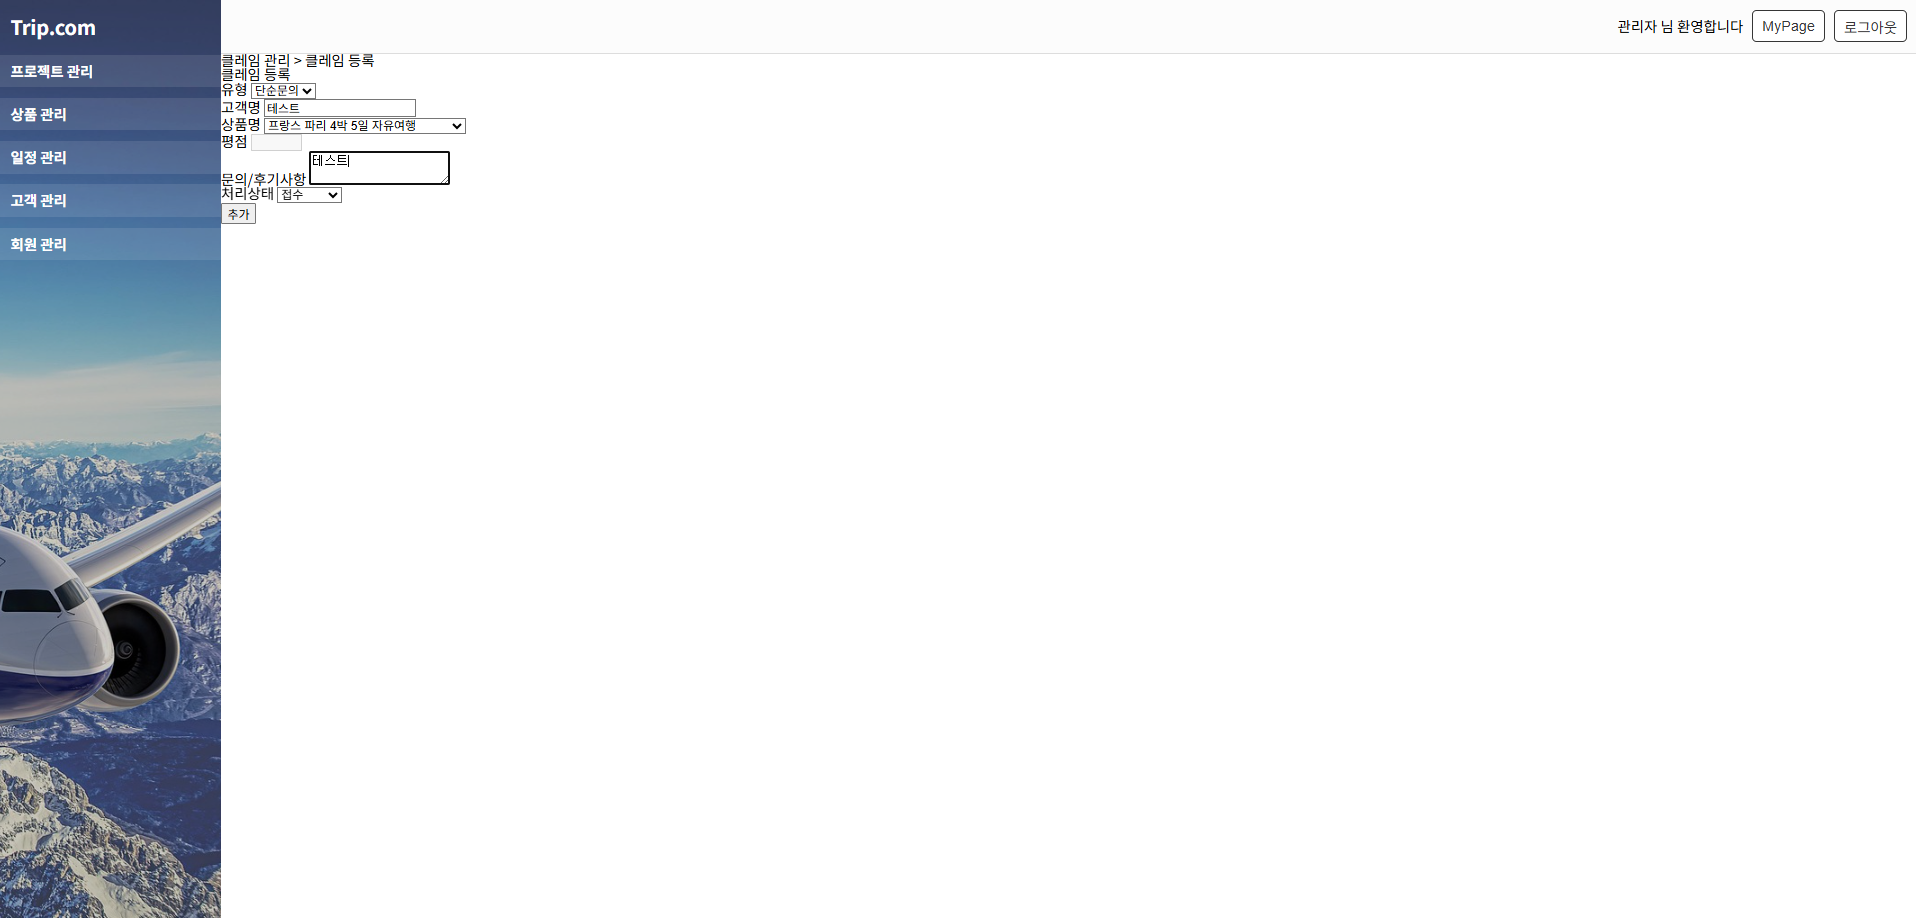 Trip.com
관리자 님 환영합니다 MyPage 로그아웃
프로젝트 관리
상품 관리
일정 관리
고객 관리
회원 관리
클레임 관리 > 클레임 등록
클레임 등록
유형 단순문의
고객명 테스트
상품명 프랑스 파리 4박 5일 자유여행
평점
문의/후기사항 테스트
처리상태 접수
추가